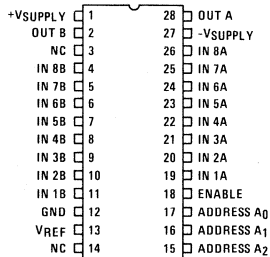 +VSUPPLY 1 28 OUT A
OUT B 2 27 -VSUPPLY
NC 3 26 IN 8A
IN 8B 4 25 IN 7A
IN 7B 5 24 IN 6A
IN 6B 6 23 IN 5A
IN 5B 7 22 IN 4A
IN 4B 8 21 IN 3A
IN 3B 9 20 IN 2A
IN 2B 10 19 IN 1A
IN 1B 11 18 ENABLE
GND 12 17 ADDRESS A0
VREF 13 16 ADDRESS A1
NC 14 15 ADDRESS A2